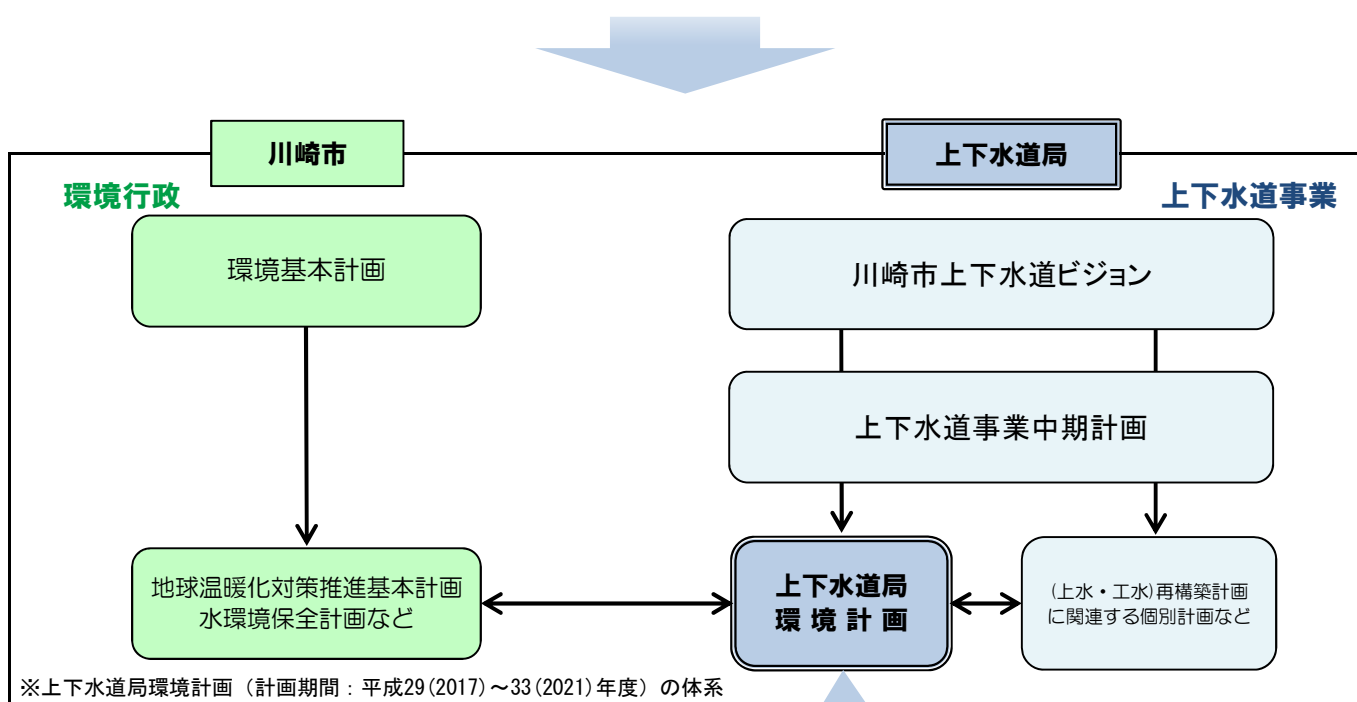 川崎市
上下水道局
環境行政
上下水道事業
環境基本計画
川崎市上下水道ビジョン
上下水道事業中期計画
地球温暖化対策推進基本計画
水環境保全計画など
上下水道局
環境計画
(上水・工水)再構築計画
に関連する個別計画など
※上下水道局環境計画（計画期間：平成29(2017)～33(2021)年度）の体系